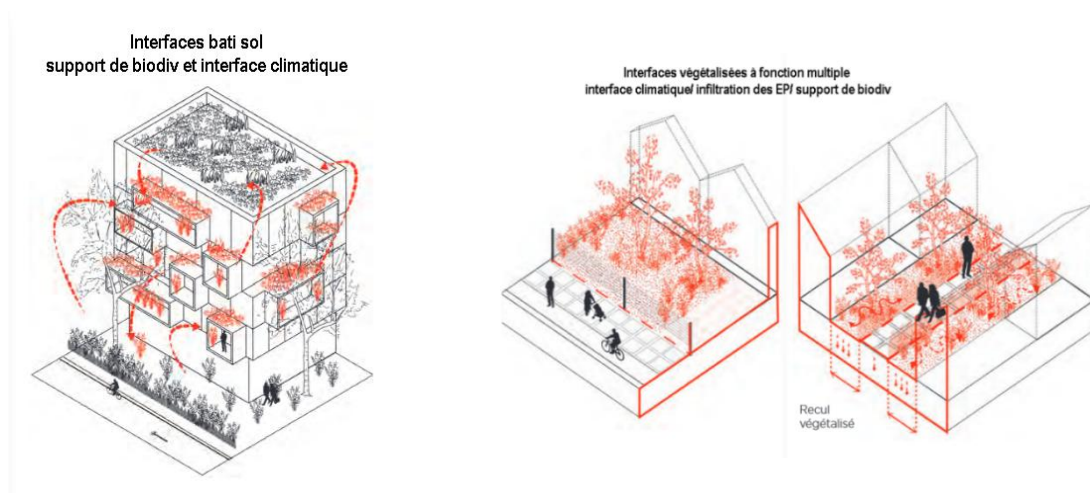 Interfaces bati sol
support de biodiv et interface climatique
Interfaces végétalisées à fonction multiple
interface climatique/ infiltration des EP/ support de biodiv
Recul
végétalisé